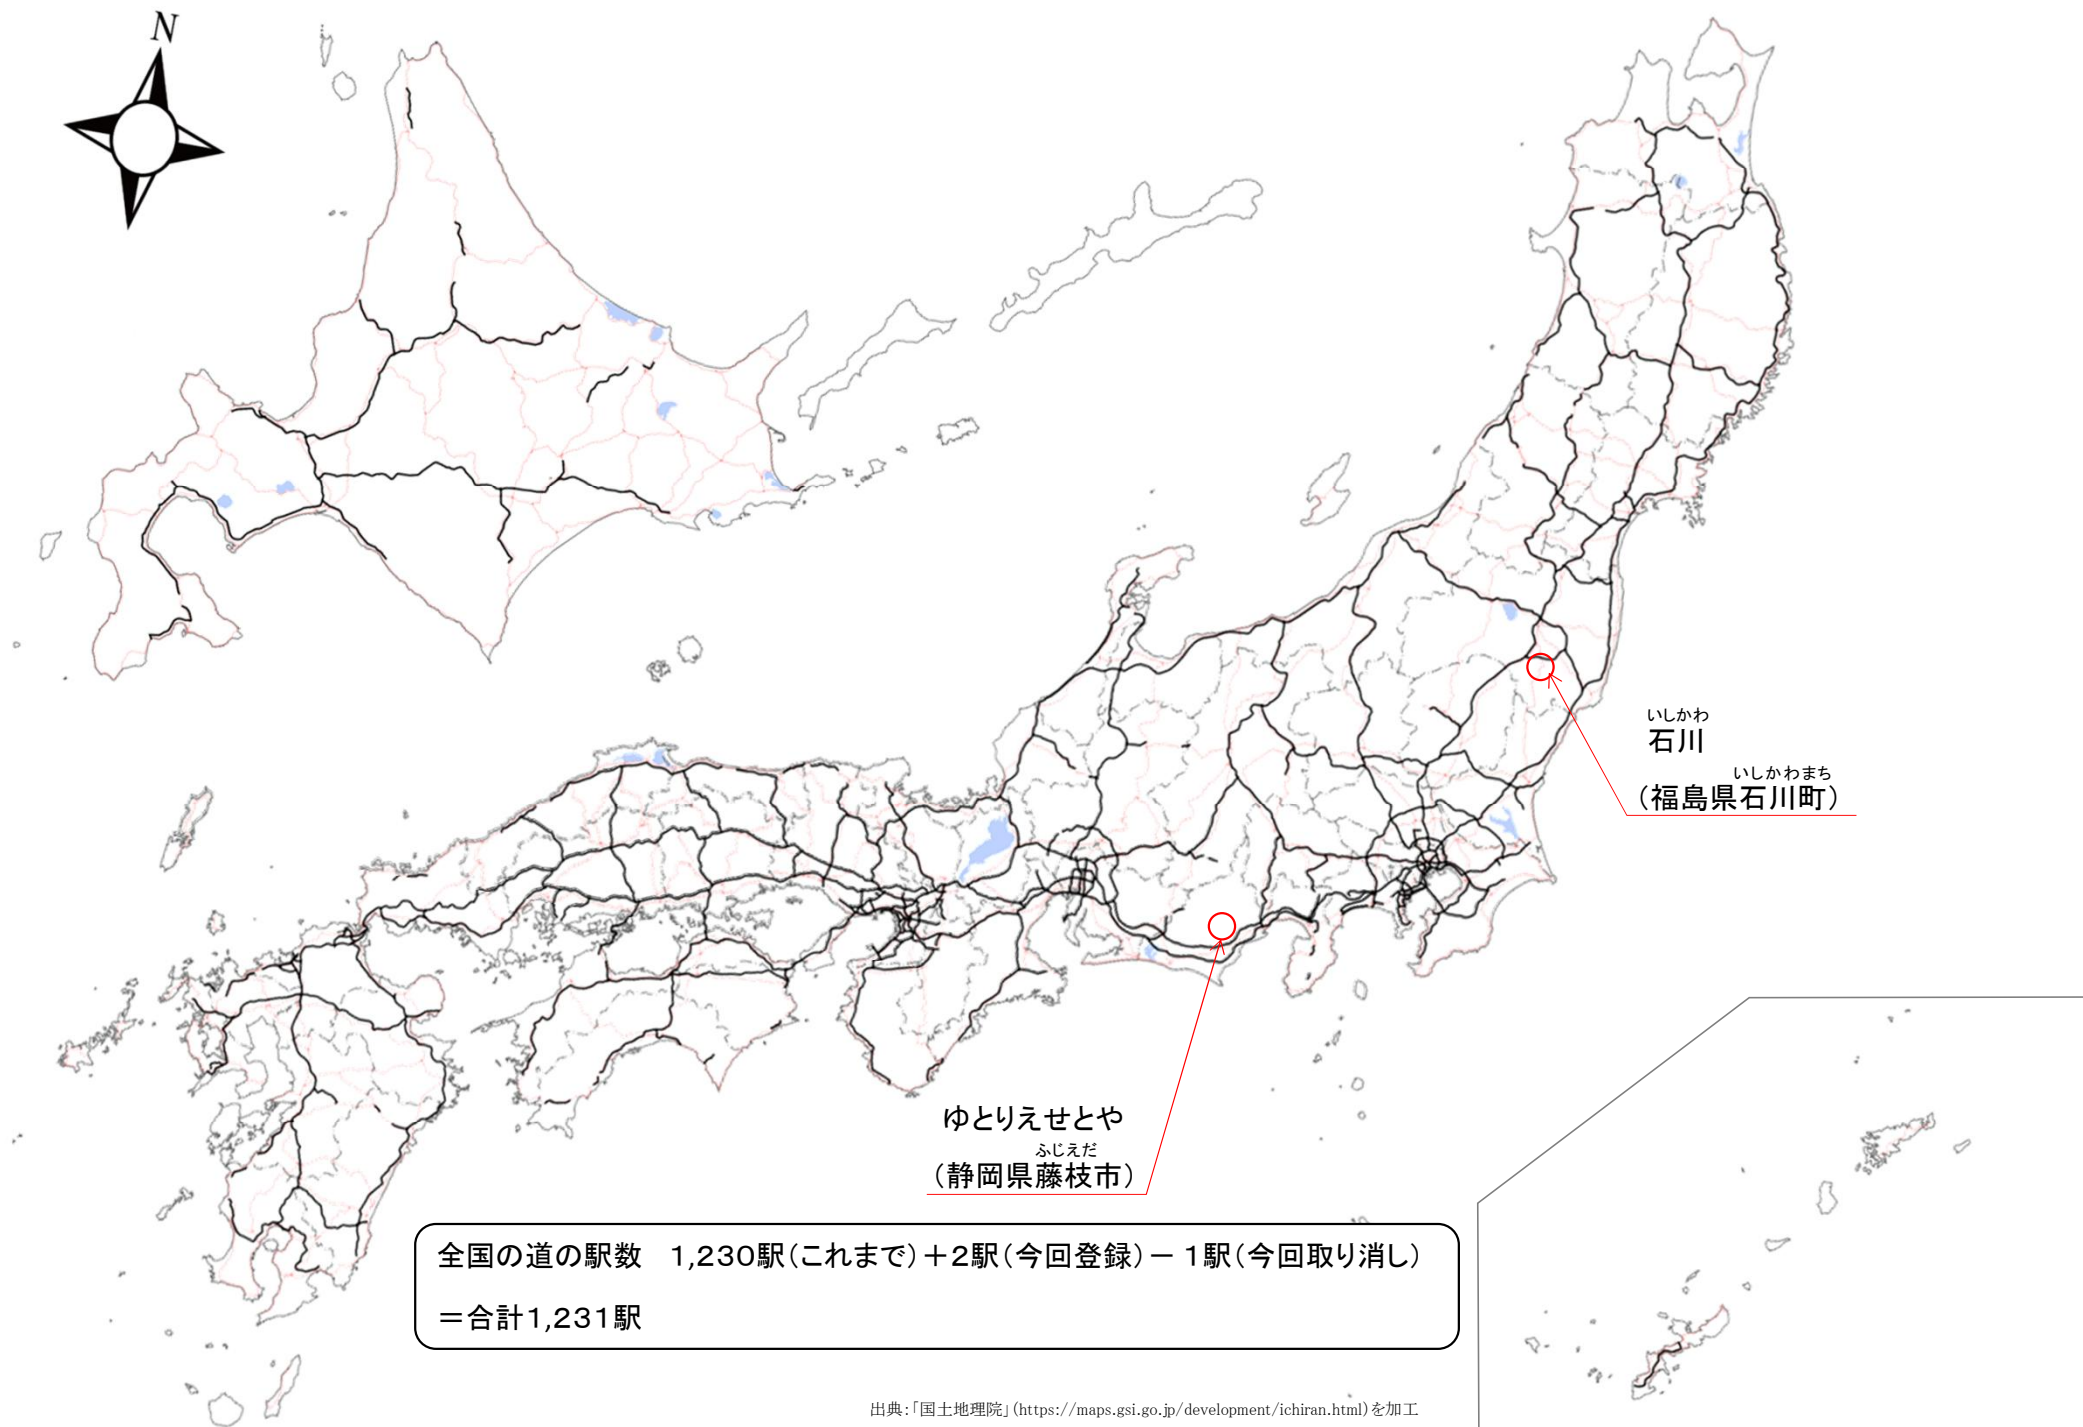 N
いしかわ
石川
いしかわまち
（福島県石川町）
ゆとりえせとや
ふじえだ
（静岡県藤枝市）
全国の道の駅数　1,230駅（これまで）＋2駅（今回登録）－１駅（今回取り消し）
＝合計1,231駅
出典：「国土地理院」（https://maps.gsi.go.jp/development/ichiran.html）を加工